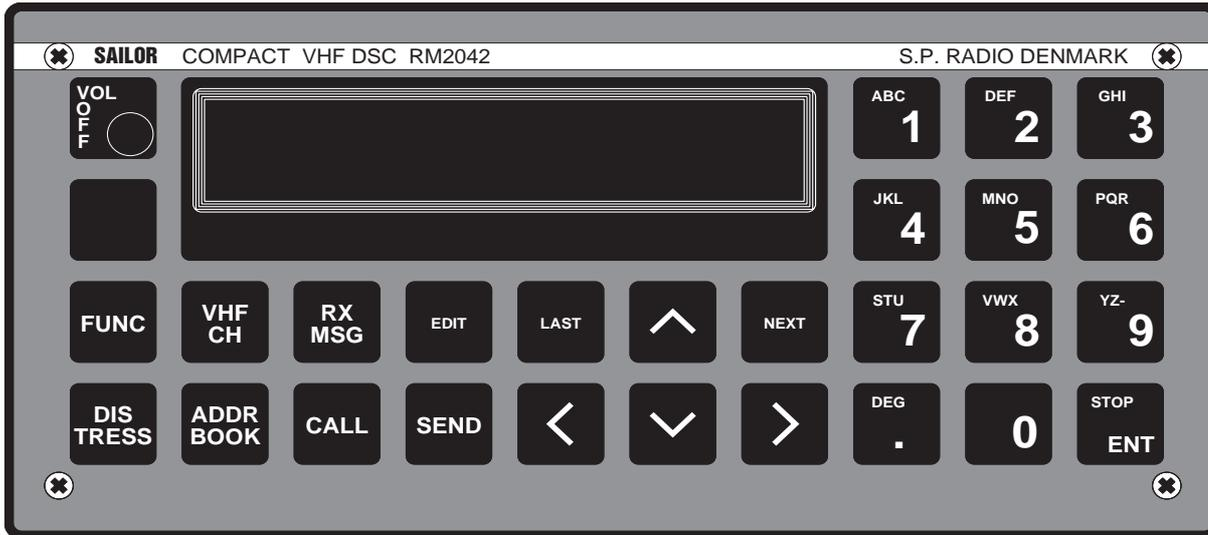 SAILOR COMPACT VHF DSC RM2042 S.P. RADIO DENMARK
VOL
O
F
F
ABC
1
DEF
2
GHI
3
JKL
4
MNO
5
PQR
6
FUNC
VHF
CH
RX
MSG
EDIT
LAST
NEXT
STU
7
VWX
8
YZ-
9
DIS
TRESS
ADDR
BOOK
CALL
SEND
DEG
.
0
STOP
ENT